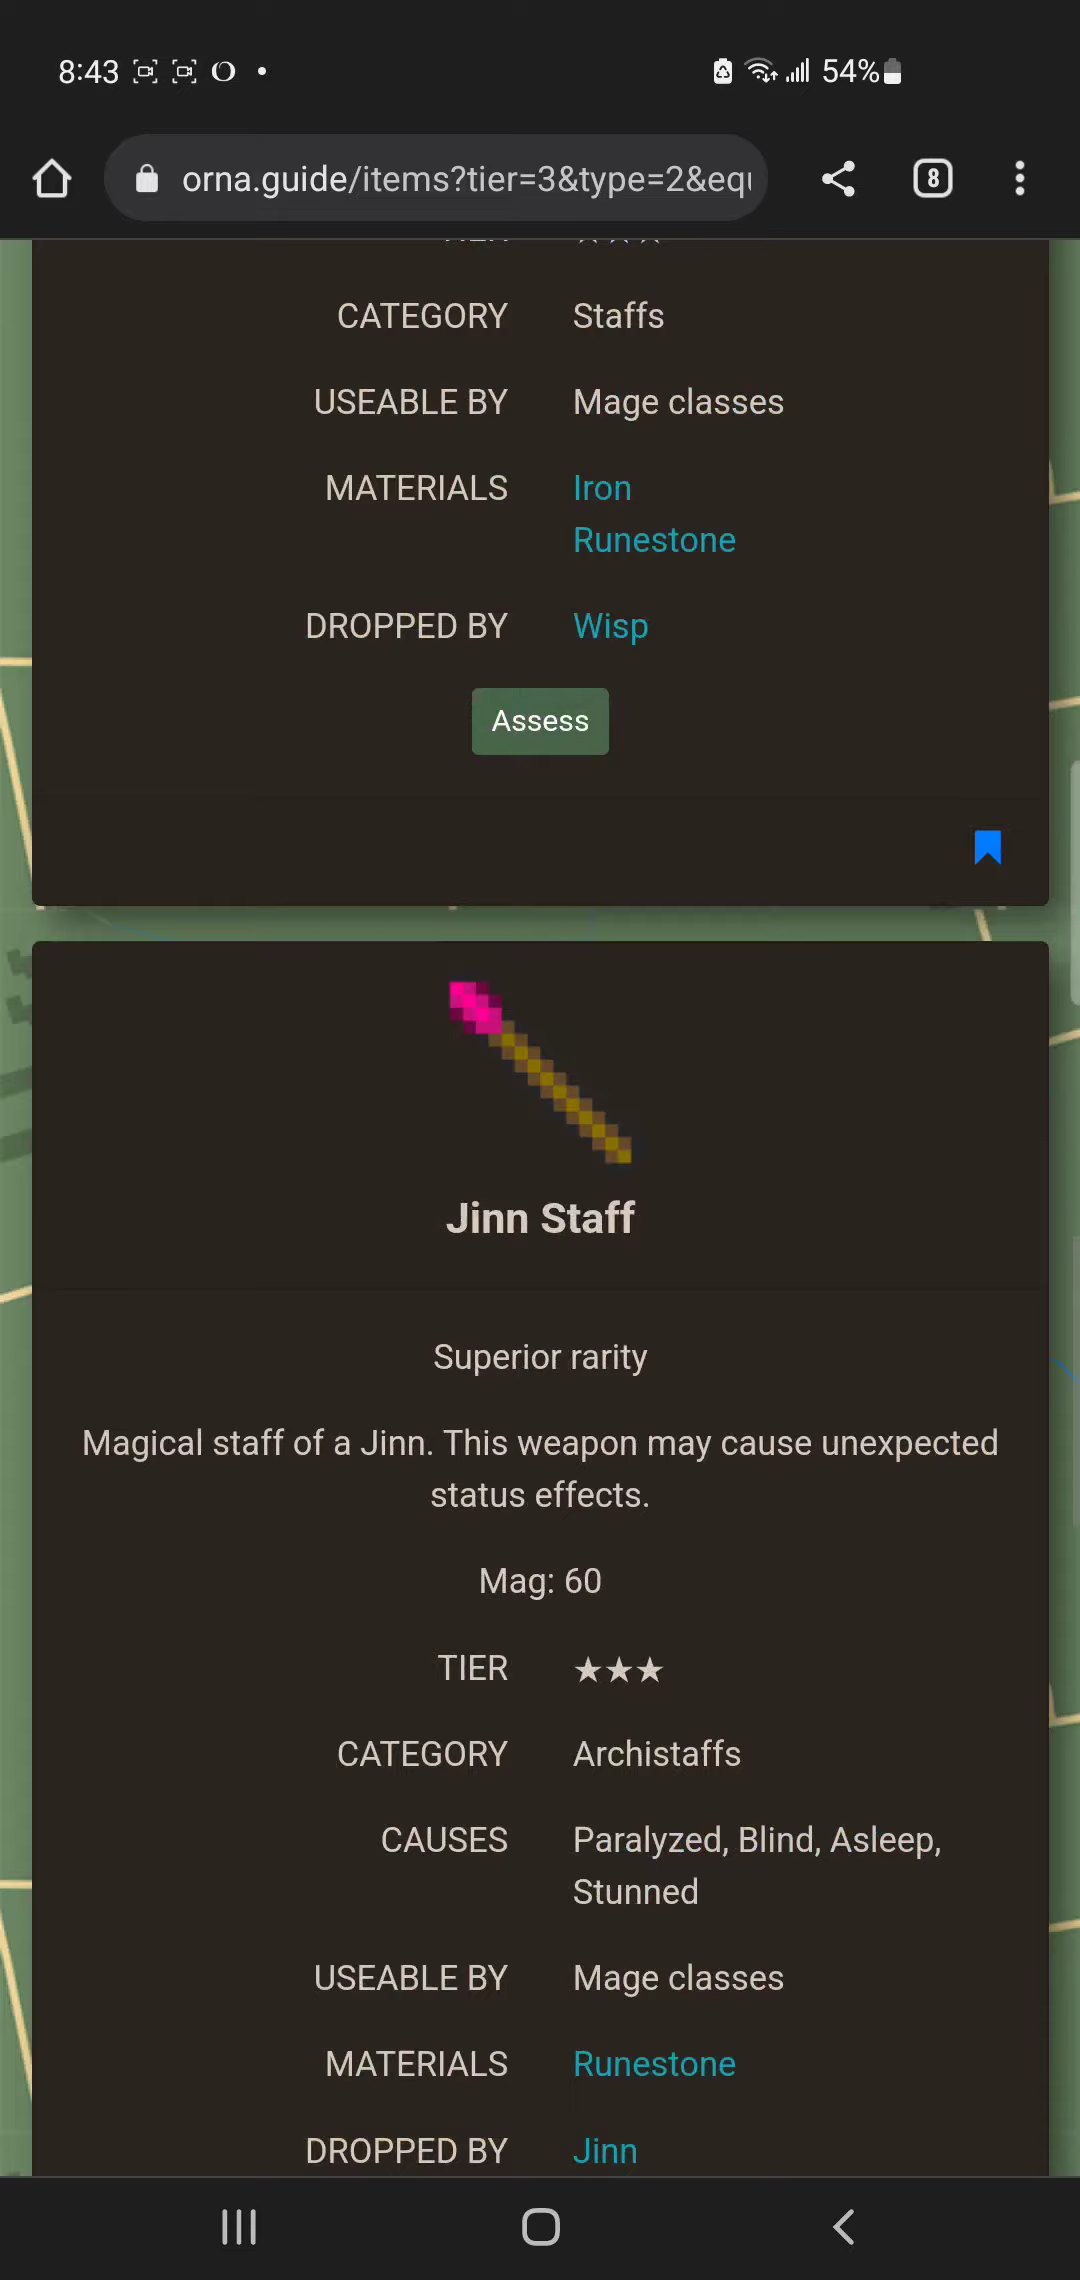 8:43
54%
orna.guide/items?tier=3&type=2&equ
8
CATEGORY Staffs
USEABLE BY Mage classes
MATERIALS Iron
Runestone
DROPPED BY Wisp
Assess
Jinn Staff
Superior rarity
Magical staff of a Jinn. This weapon may cause unexpected
status effects.
Mag: 60
TIER ★★★
CATEGORY Archistaffs
CAUSES Paralyzed, Blind, Asleep,
Stunned
USEABLE BY Mage classes
MATERIALS Runestone
DROPPED BY Jinn